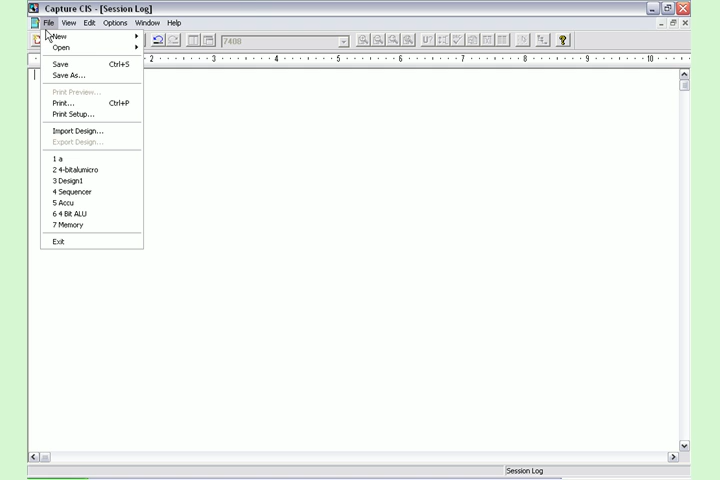 Capture CIS - [Session Log]
File View Edit Options Window Help
7400
2 3 4 5 6 7 8 9 10
New
Open
Save Ctrl+S
Save As...
Print Preview...
Print... Ctrl+P
Print Setup...
Import Design...
Export Design...
1 a
2 4-bitalumicro
3 Design1
4 Sequencer
5 Accu
6 4 Bit ALU
7 Memory
Exit
Session Log